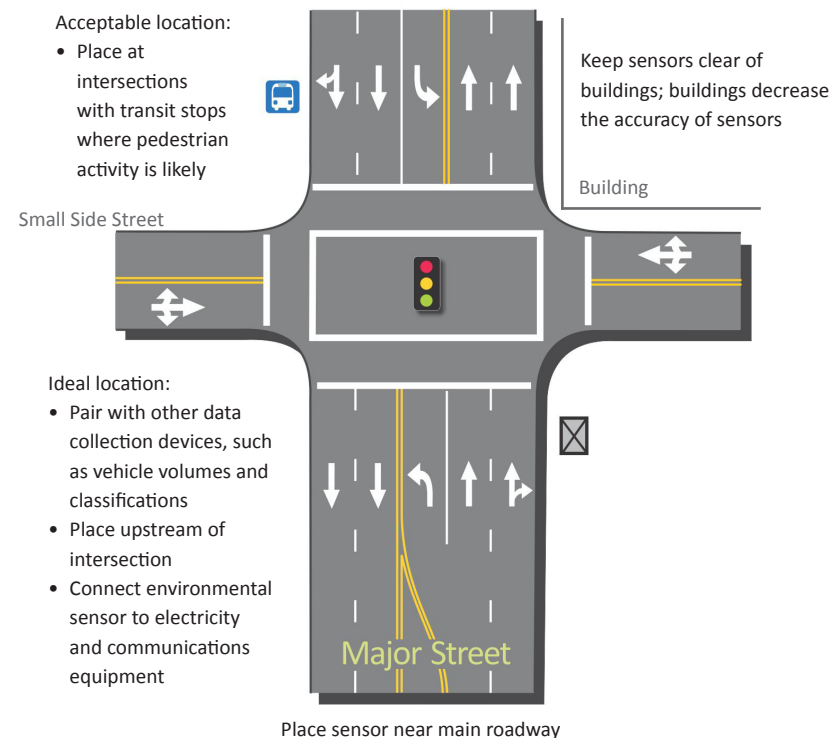 Acceptable location:
• Place at
intersections
with transit stops
where pedestrian
activity is likely
Keep sensors clear of
buildings; buildings decrease
the accuracy of sensors
Building
Small Side Street
Ideal location:
• Pair with other data
collection devices, such
as vehicle volumes and
classifications
• Place upstream of
intersection
• Connect environmental
sensor to electricity
and communications
equipment
Major Street
Place sensor near main roadway